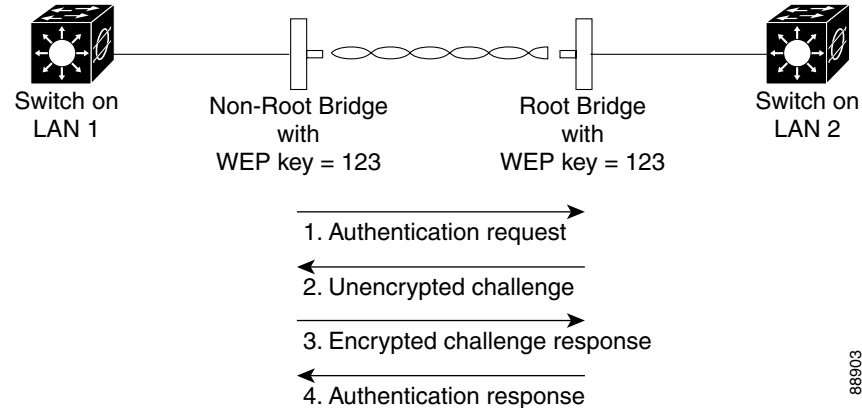 Switch on
LAN 1
Non-Root Bridge
with
WEP key = 123
Root Bridge
with
WEP key = 123
Switch on
LAN 2
1. Authentication request
2. Unencrypted challenge
3. Encrypted challenge response
4. Authentication response
88903